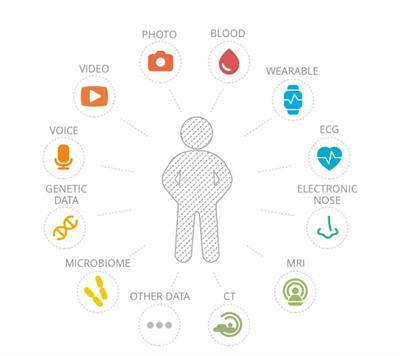 PHOTO
BLOOD
VIDEO
WEARABLE
VOICE
ECG
GENETIC
DATA
ELECTRONIC
NOSE
MICROBIOME
MRI
OTHER DATA
CT